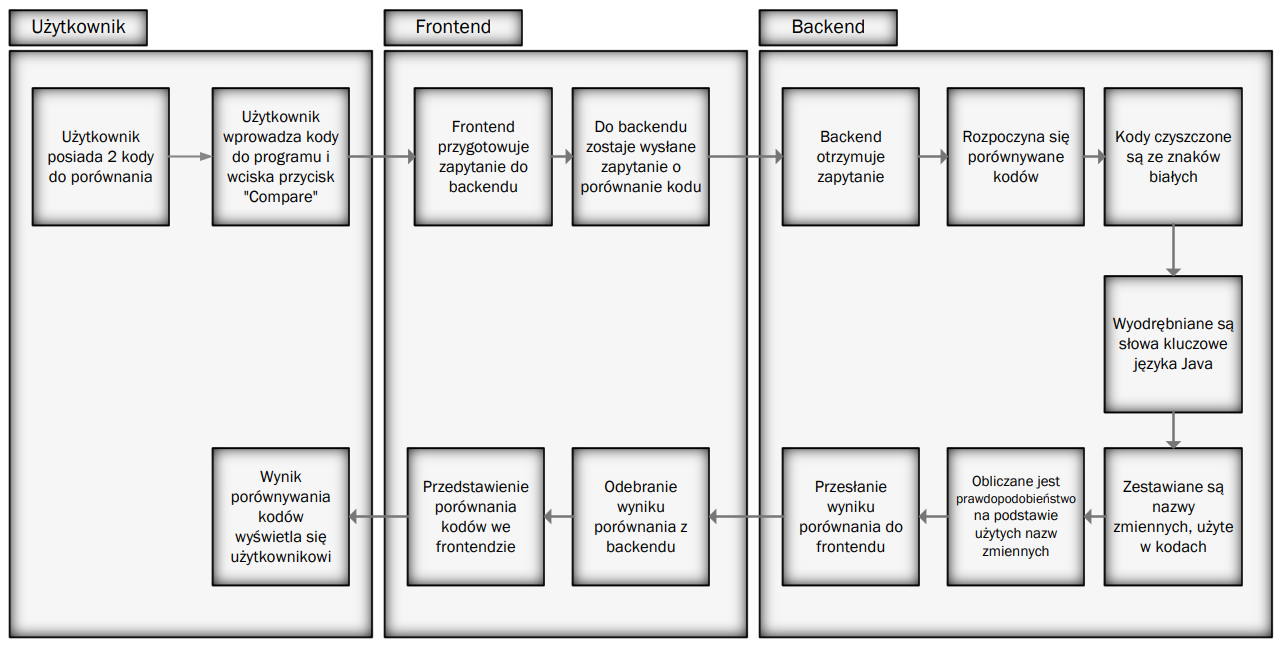 Użytkownik
Frontend
Backend
Użytkownik
posiada 2 kody
do porównania
Użytkownik
wprowadza kody
do programu i
wciska przycisk
"Compare"
Frontend
przygotowuje
zapytanie do
backendu
Do backendu
zostaje wysłane
zapytanie o
porównanie kodu
Backend
otrzymuje
zapytanie
Rozpoczyna się
porównywane
kodów
Kody czyszczone
są ze znaków
białych
Wyodrębniane są
słowa kluczowe
języka Java
Zestawiane są
nazwy
zmiennych, użyte
w kodach
Obliczane jest
prawdopodobieństwo
na podstawie
użytych nazw
zmiennych
Przesłanie
wyniku
porównania do
frontendu
Odebranie
wyniku
porównania z
backendu
Przedstawienie
porównania
kodów we
frontendzie
Wynik
porównywania
kodów
wyświetla się
użytkownikowi